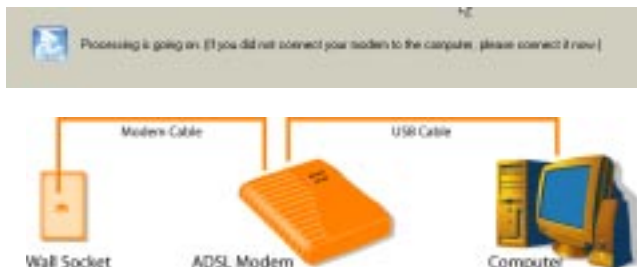 Processing is going on. (If you did not connect your modem to the computer, please connect it now.)
Modem Cable USB Cable
Wall Socket ADSL Modem Computer